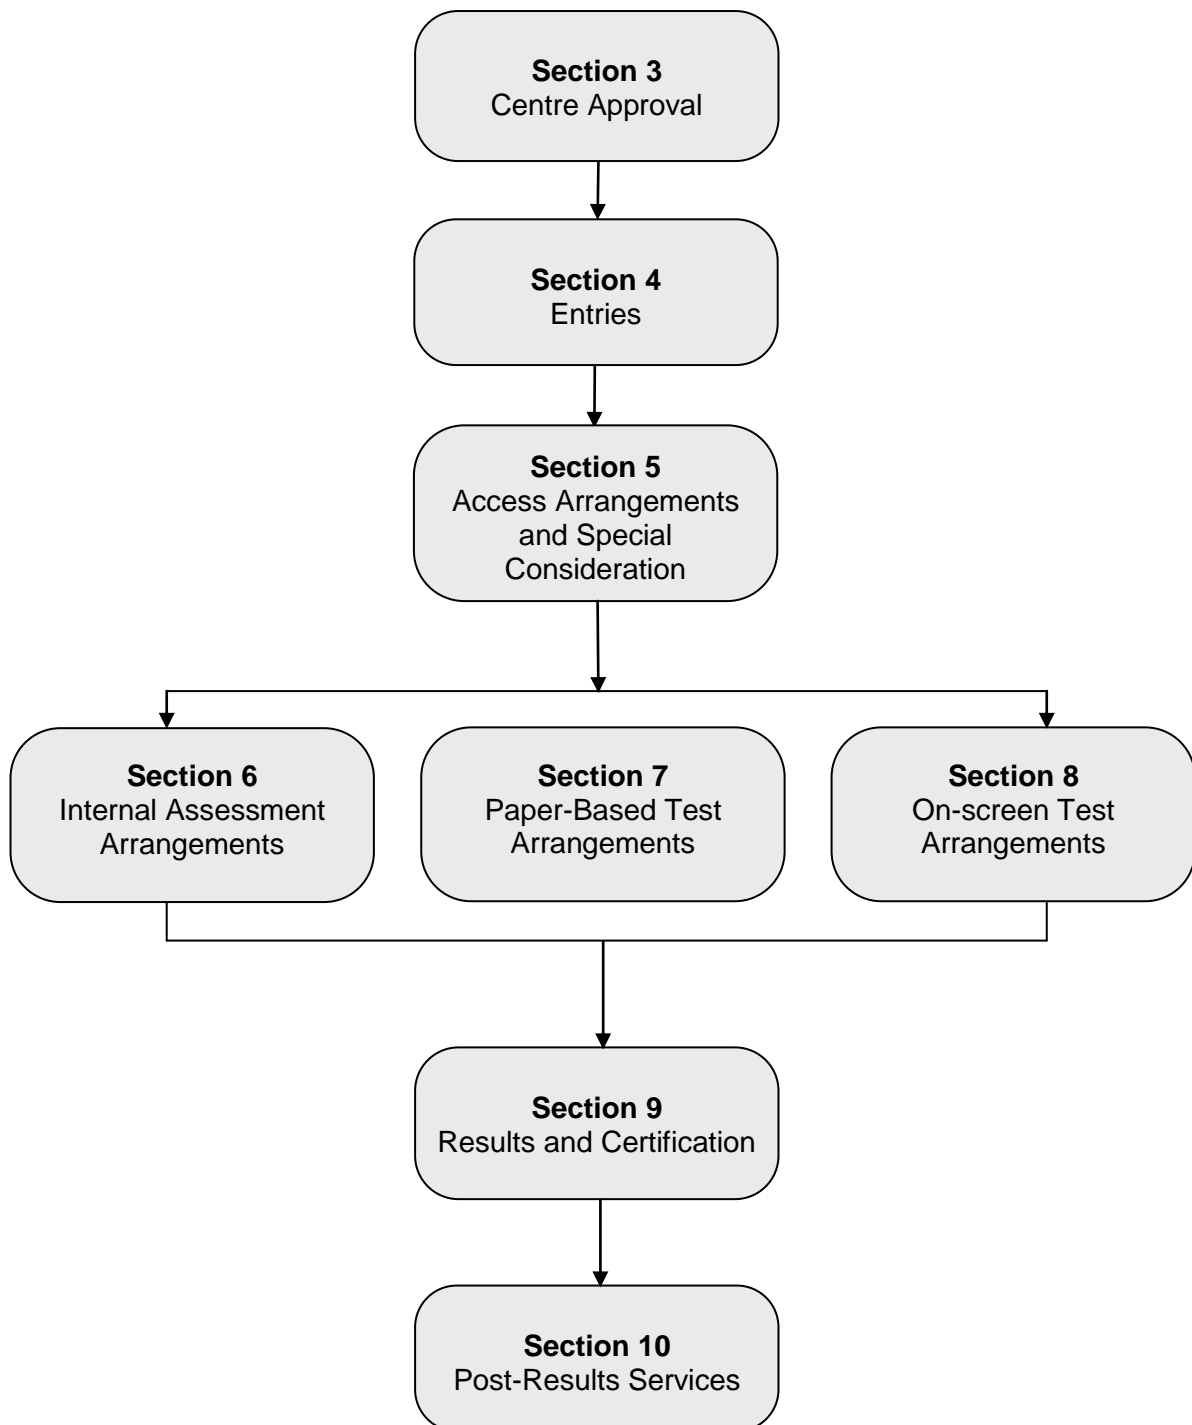 Section 3
Centre Approval
Section 4
Entries
Section 5
Access Arrangements
and Special
Consideration
Section 6
Internal Assessment
Arrangements
Section 7
Paper-Based Test
Arrangements
Section 8
On-screen Test
Arrangements
Section 9
Results and Certification
Section 10
Post-Results Services